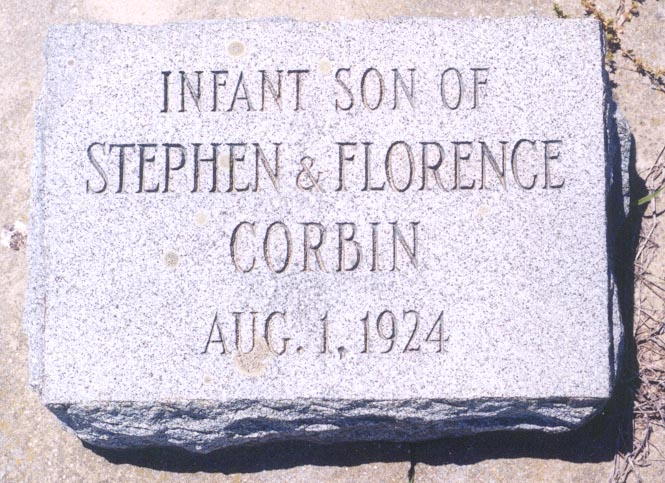 INFANT SON OF
STEPHEN & FLORENCE
CORBIN
AUG. 1, 1924